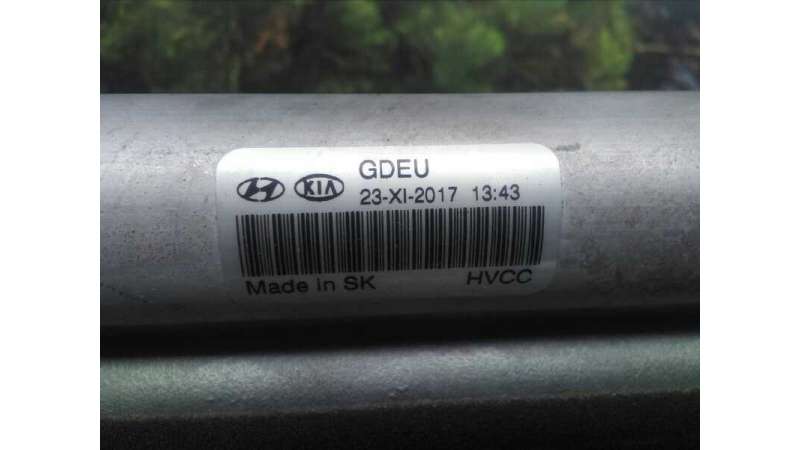 GDEU
KIA 23-XI-2017 13:43
Made in SK HVCC